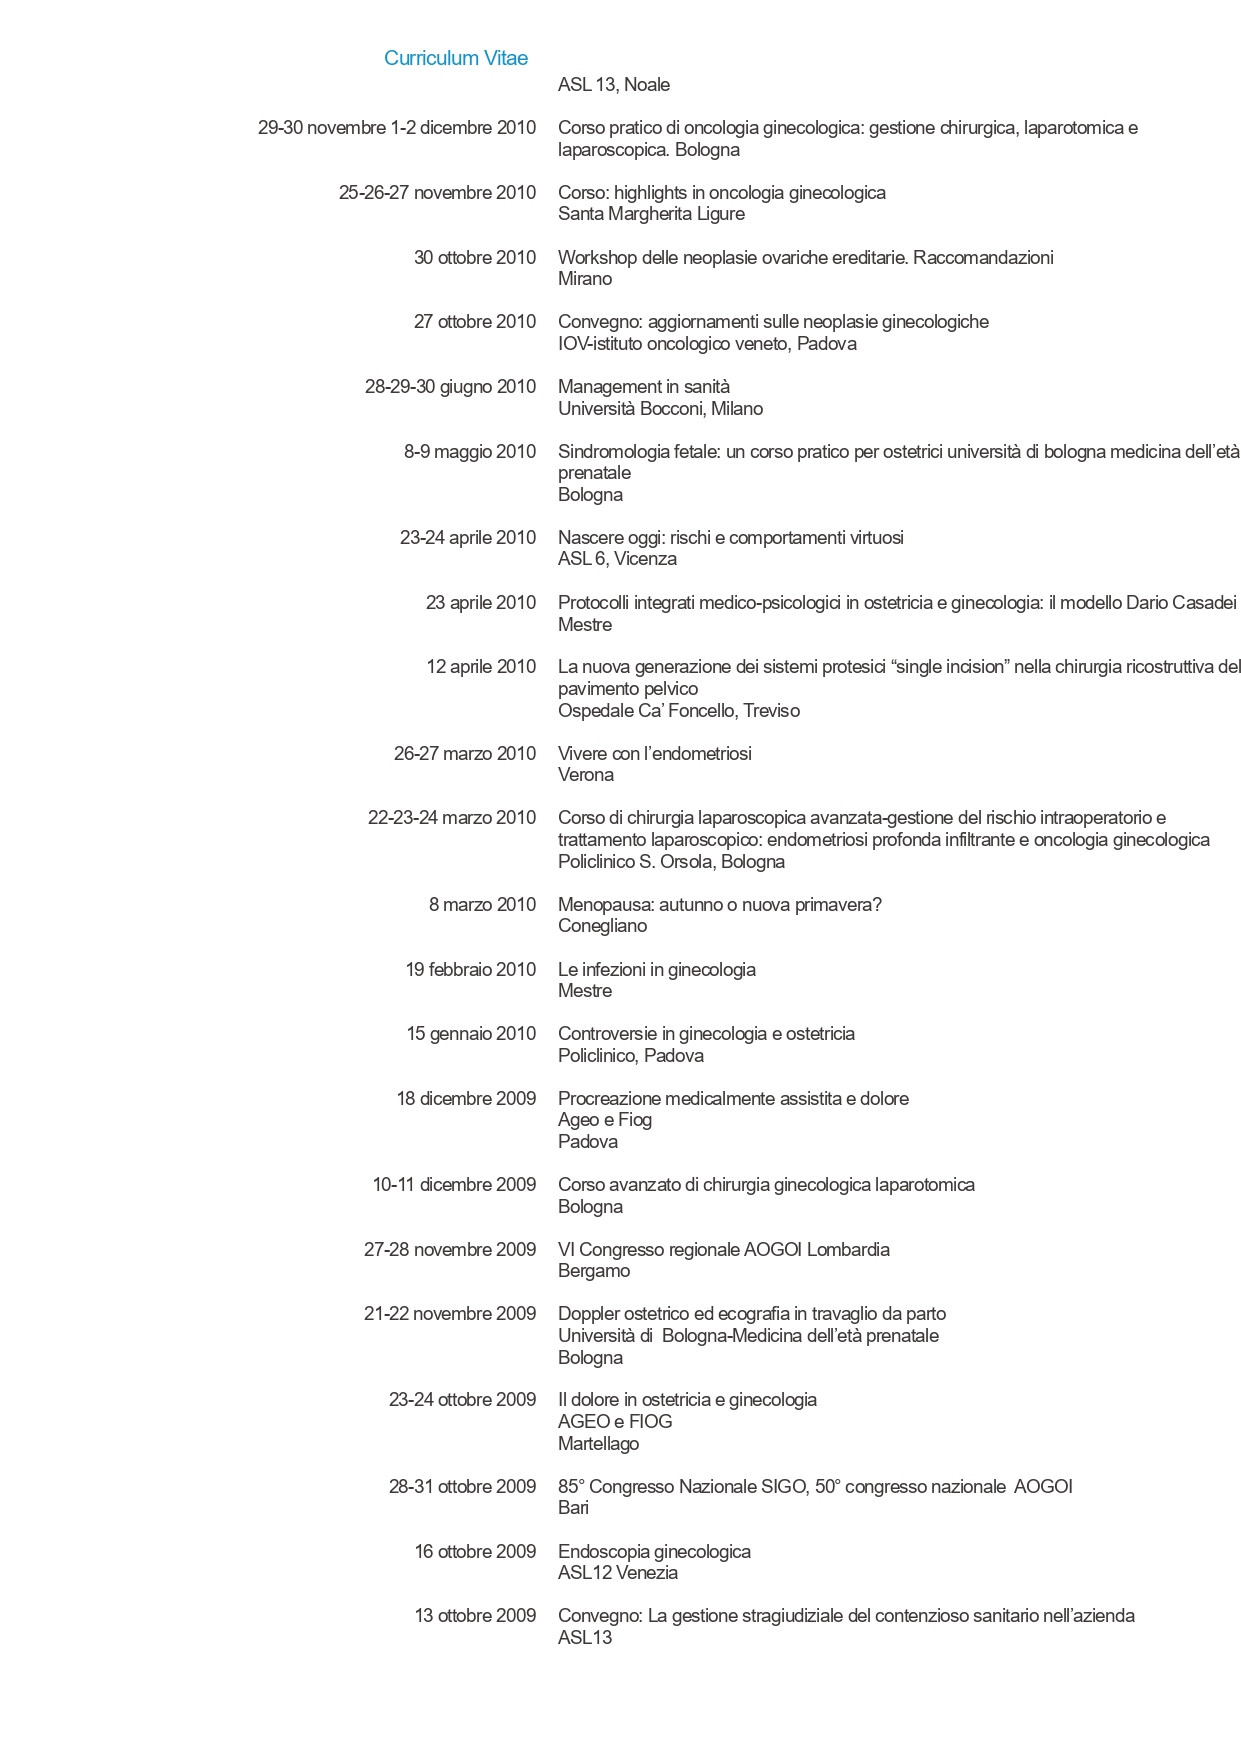 Curriculum Vitae
ASL 13, Noale
29-30 novembre 1-2 dicembre 2010 Corso pratico di oncologia ginecologica: gestione chirurgica, laparotomica e
laparoscopica. Bologna
25-26-27 novembre 2010 Corso: highlights in oncologia ginecologica
Santa Margherita Ligure
30 ottobre 2010 Workshop delle neoplasie ovariche ereditarie. Raccomandazioni
Mirano
27 ottobre 2010 Convegno: aggiornamenti sulle neoplasie ginecologiche
IOV-istituto oncologico veneto, Padova
28-29-30 giugno 2010 Management in sanità
Università Bocconi, Milano
8-9 maggio 2010 Sindromologia fetale: un corso pratico per ostetrici università di bologna medicina dell’età
prenatale
Bologna
23-24 aprile 2010 Nascere oggi: rischi e comportamenti virtuosi
ASL 6, Vicenza
23 aprile 2010 Protocolli integrati medico-psicologici in ostetricia e ginecologia: il modello Dario Casadei
Mestre
12 aprile 2010 La nuova generazione dei sistemi protesici “single incision” nella chirurgia ricostruttiva del
pavimento pelvico
Ospedale Ca’ Foncello, Treviso
26-27 marzo 2010 Vivere con l’endometriosi
Verona
22-23-24 marzo 2010 Corso di chirurgia laparoscopica avanzata-gestione del rischio intraoperatorio e
trattamento laparoscopico: endometriosi profonda infiltrante e oncologia ginecologica
Policlinico S. Orsola, Bologna
8 marzo 2010 Menopausa: autunno o nuova primavera?
Conegliano
19 febbraio 2010 Le infezioni in ginecologia
Mestre
15 gennaio 2010 Controversie in ginecologia e ostetricia
Policlinico, Padova
18 dicembre 2009 Procreazione medicalmente assistita e dolore
Ageo e Fiog
Padova
10-11 dicembre 2009 Corso avanzato di chirurgia ginecologica laparotomica
Bologna
27-28 novembre 2009 VI Congresso regionale AOGOI Lombardia
Bergamo
21-22 novembre 2009 Doppler ostetrico ed ecografia in travaglio da parto
Università di  Bologna-Medicina dell’età prenatale
Bologna
23-24 ottobre 2009 Il dolore in ostetricia e ginecologia
AGEO e FIOG
Martellago
28-31 ottobre 2009 85° Congresso Nazionale SIGO, 50° congresso nazionale  AOGOI
Bari
16 ottobre 2009 Endoscopia ginecologica
ASL12 Venezia
13 ottobre 2009 Convegno: La gestione stragiudiziale del contenzioso sanitario nell’azienda
ASL13